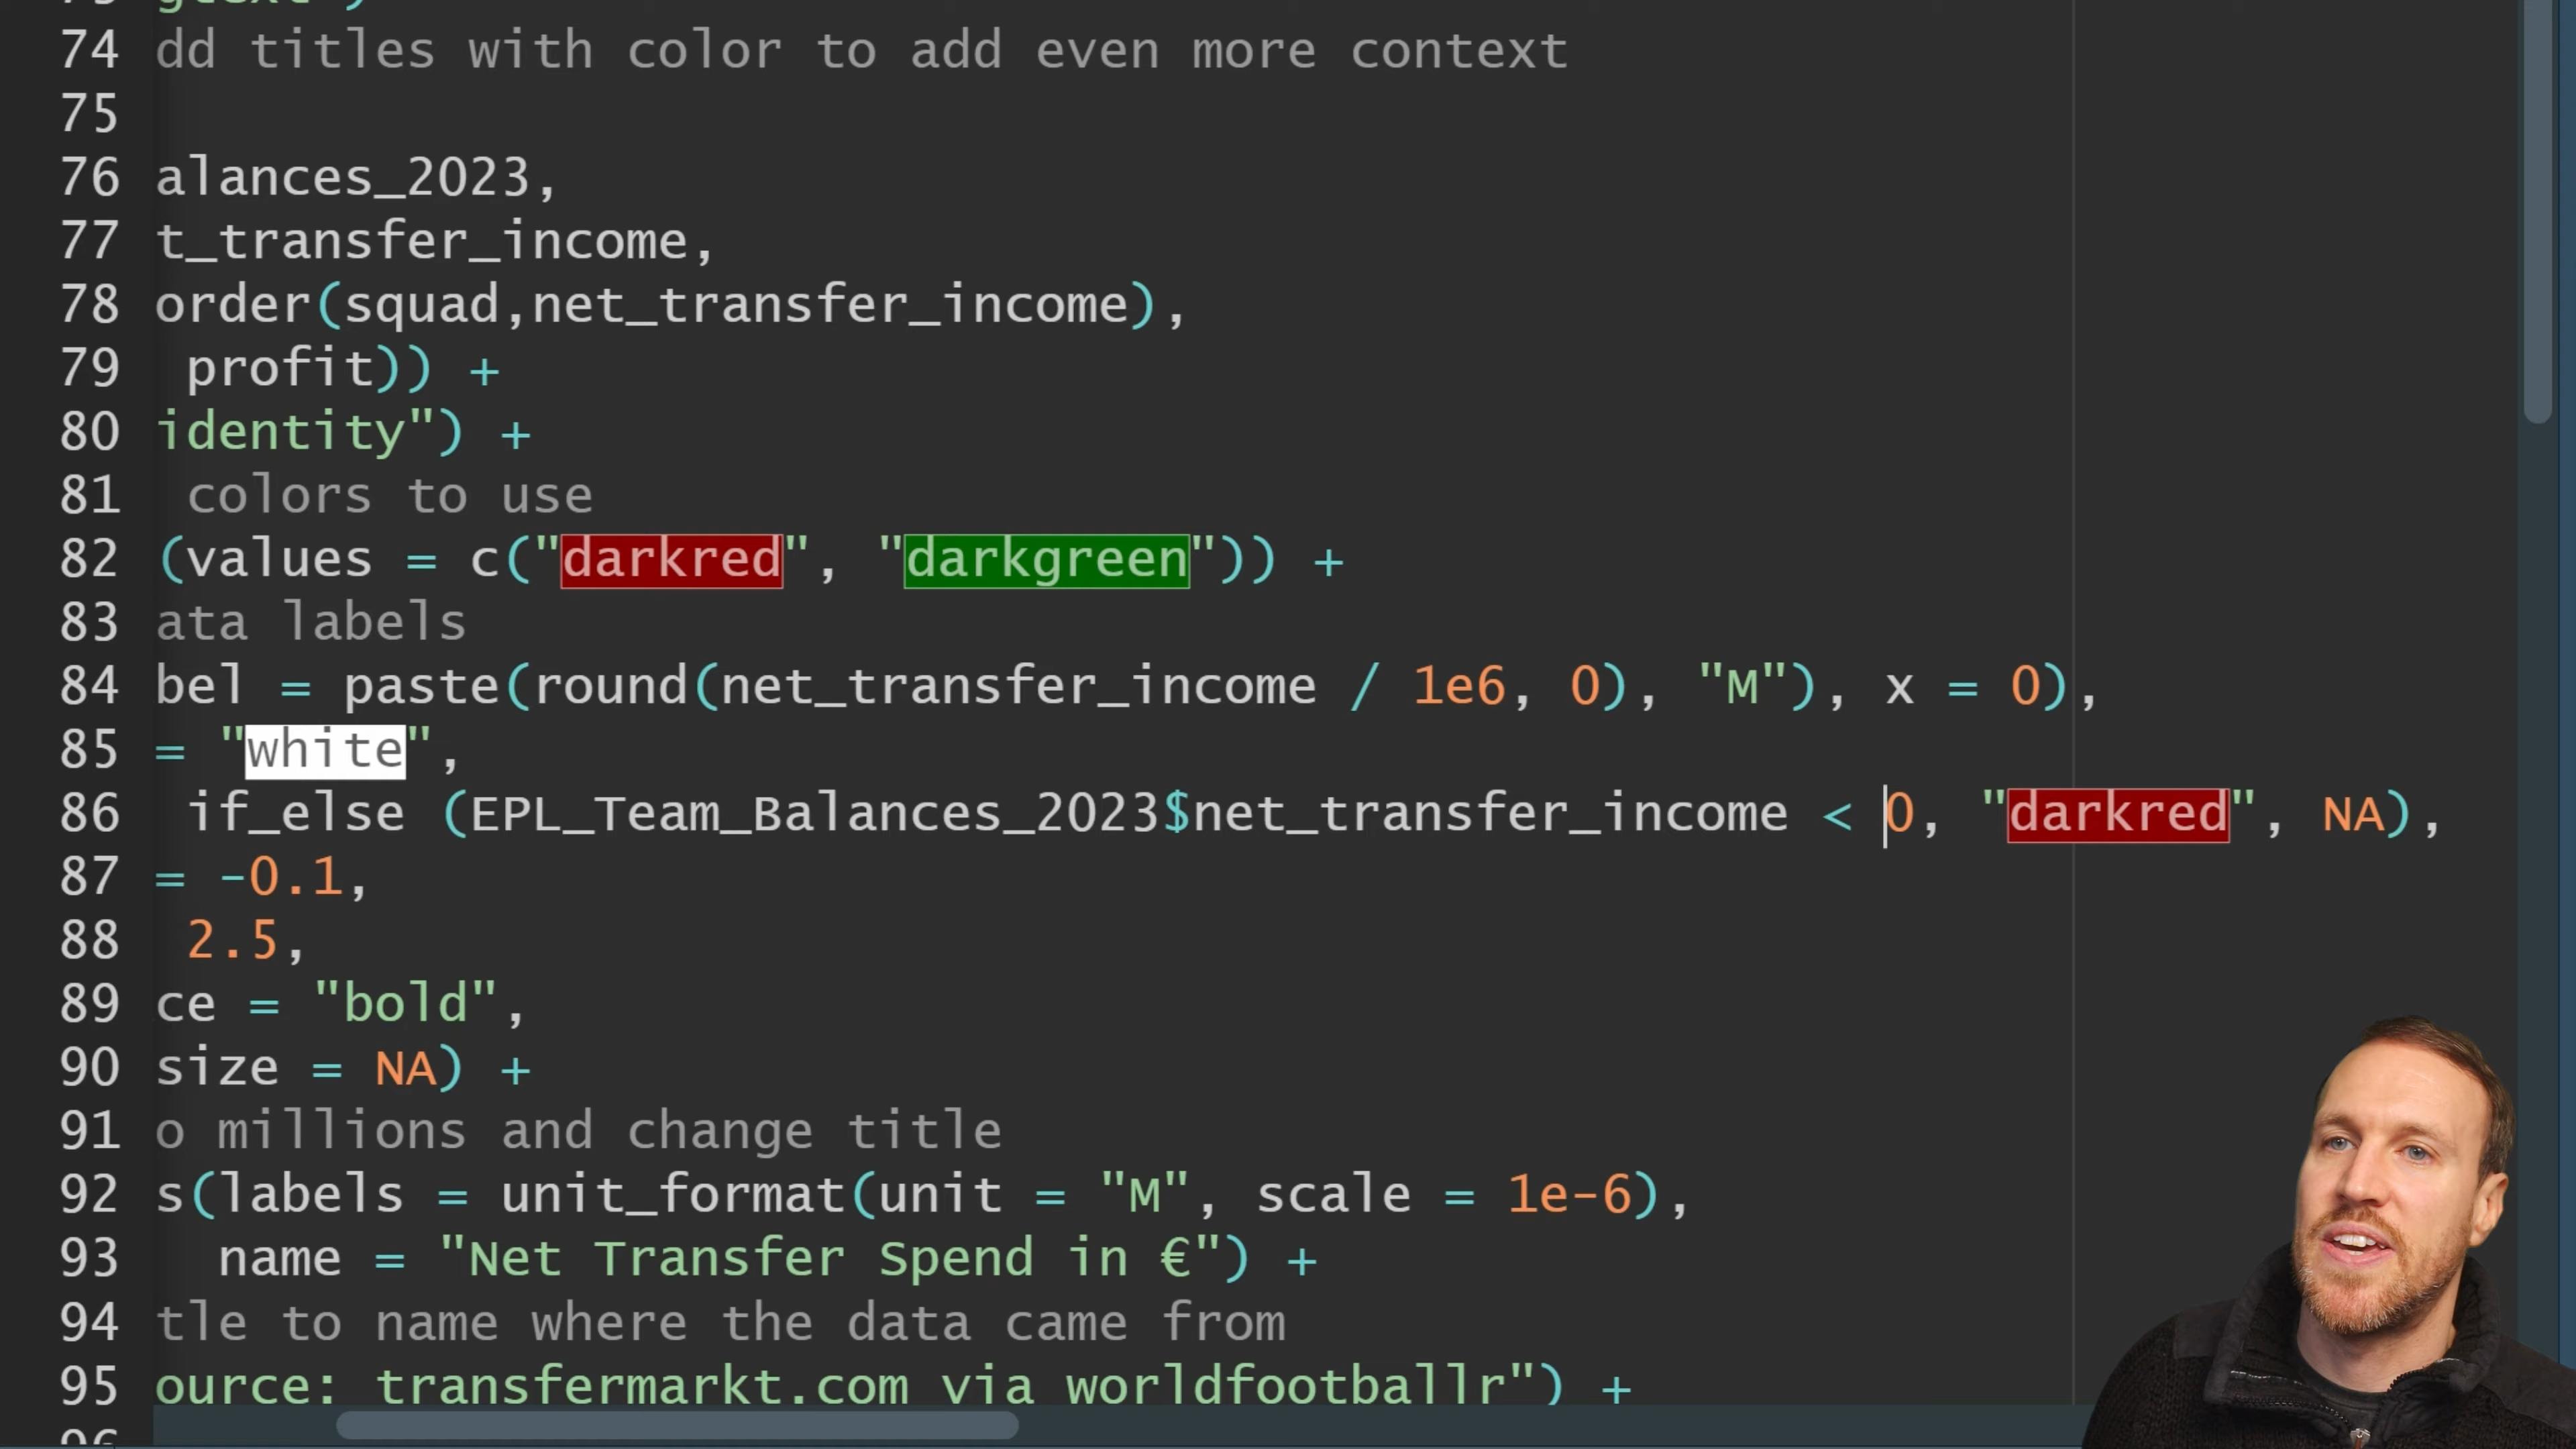 74 dd titles with color to add even more context
75
76 alances_2023,
77 t_transfer_income,
78 order(squad,net_transfer_income),
79 profit)) +
80 identity") +
81 colors to use
82 (values = c("darkred", "darkgreen")) +
83 ata labels
84 bel = paste(round(net_transfer_income / 1e6, 0), "M"), x = 0),
85 = "white",
86 if_else (EPL_Team_Balances_2023$net_transfer_income < 0, "darkred", NA),
87 = -0.1,
88 2.5,
89 ce = "bold",
90 size = NA) +
91 o millions and change title
92 s(labels = unit_format(unit = "M", scale = 1e-6),
93 name = "Net Transfer Spend in €") +
94 tle to name where the data came from
95 ource: transfermarkt.com via worldfootballr") +